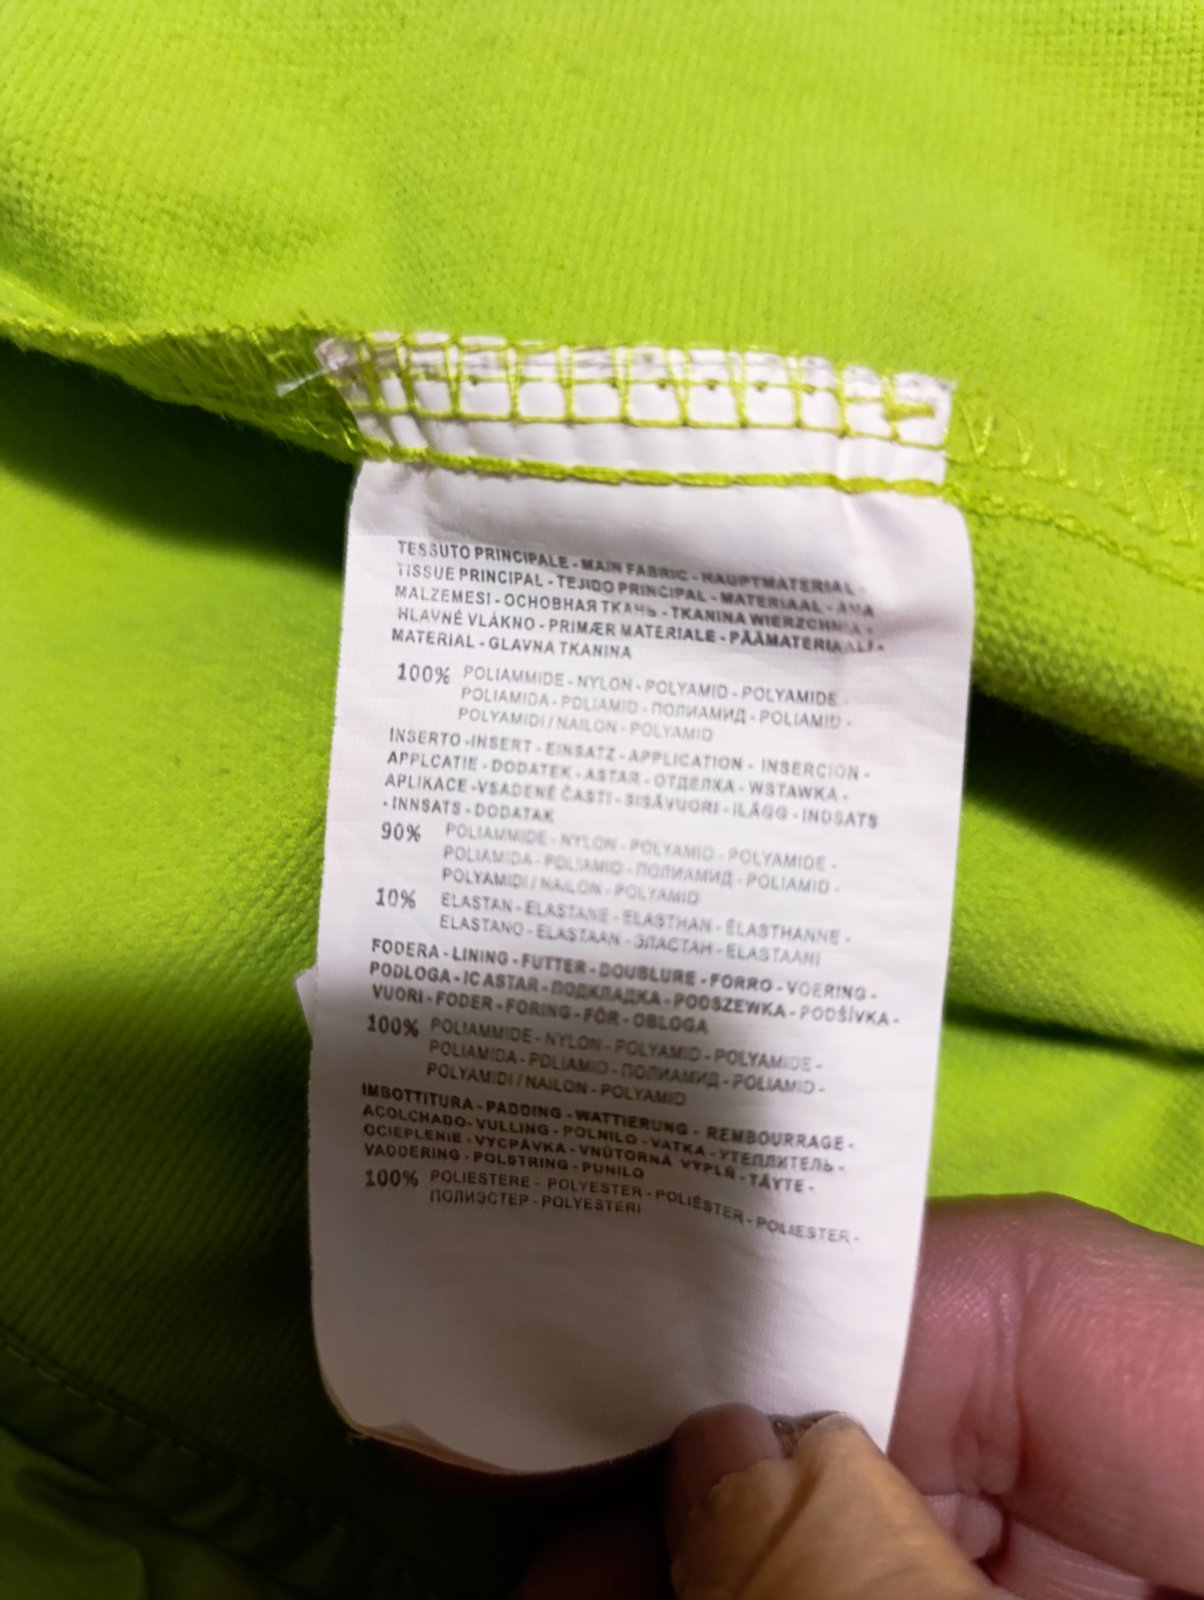 TESSUTO PRINCIPALE - MAIN FABRIC - HAUPTMATERIAL -
TISSUE PRINCIPAL - TEJIDO PRINCIPAL - MATERIAAL - ANA
MALZEMESI - ОСНОВНАЯ ТКАНЬ - TKANINA WIERZCHNIA -
HLAVNÉ VLÁKNO - PRIMÆR MATERIALE - PÄÄMATERIAALI -
MATERIAL - GLAVNA TKANINA
100% POLIAMMIDE - NYLON - POLYAMID - POLYAMIDE -
POLIAMIDA - POLIAMID - ПОЛИАМИД - POLIAMID -
POLYAMIDI / NAILON - POLYAMID
INSERTO - INSERT - EINSATZ - APPLICATION - INSERCION -
APPLCATIE - DODATEK - ASTAR - ОТДЕЛКА - WSTAWKA -
APLIKACE - VSADENÉ ČASTI - SISÄVUORI - ILÄGG - INDSATS
- INNSATS - DODATAK
90% POLIAMMIDE - NYLON - POLYAMID - POLYAMIDE -
POLIAMIDA - POLIAMID - ПОЛИАМИД - POLIAMID -
POLYAMIDI / NAILON - POLYAMID
10% ELASTAN - ELASTANE - ELASTHAN - ÉLASTHANNE -
ELASTANO - ELASTAAN - ЭЛАСТАН - ELASTAANI
FODERA - LINING - FUTTER - DOUBLURE - FORRO - VOERING -
PODLOGA - IC ASTAR - ПОДКЛАДКА - PODSZEWKA - PODŠÍVKA -
VUORI - FODER - FORING - FÔR - OBLOGA
100% POLIAMMIDE - NYLON - POLYAMID - POLYAMIDE -
POLIAMIDA - POLIAMID - ПОЛИАМИД - POLIAMID -
POLYAMIDI / NAILON - POLYAMID
IMBOTTITURA - PADDING - WATTIERUNG - REMBOURRAGE -
ACOLCHADO - VULLING - POLNILO - VATKA - УТЕПЛИТЕЛЬ -
OCIEPLENIE - VYCPÁVKA - VNÚTORNÁ VÝPLŇ - TÄYTE -
VADDERING - POLSTRING - PUNILO
100% POLIESTERE - POLYESTER - POLIÉSTER - POLIESTER -
ПОЛИЭСТЕР - POLYESTERI